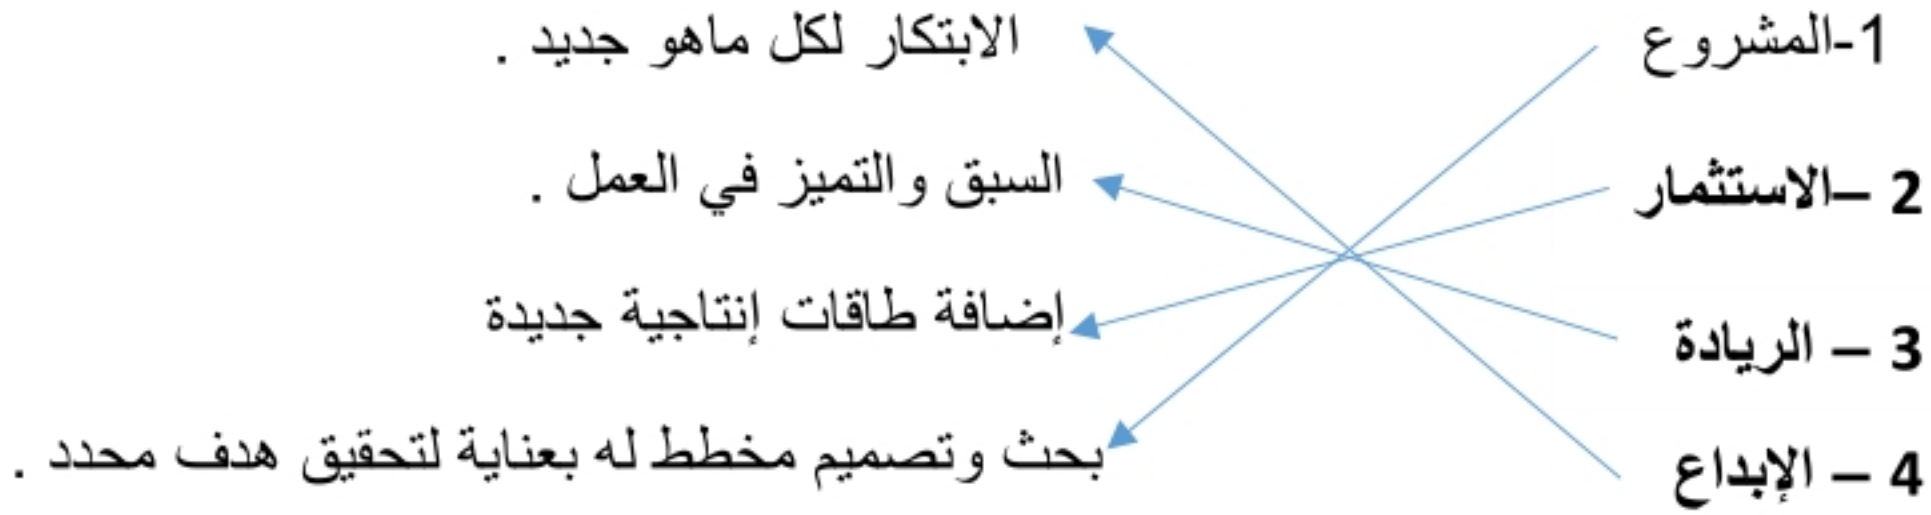 1-المشروع الابتكار لكل ماهو جديد .
2 –الاستثمار السبق والتميز في العمل .
3 – الريادة إضافة طاقات إنتاجية جديدة
4 – الإبداع بحث وتصميم مخطط له بعناية لتحقيق هدف محدد .